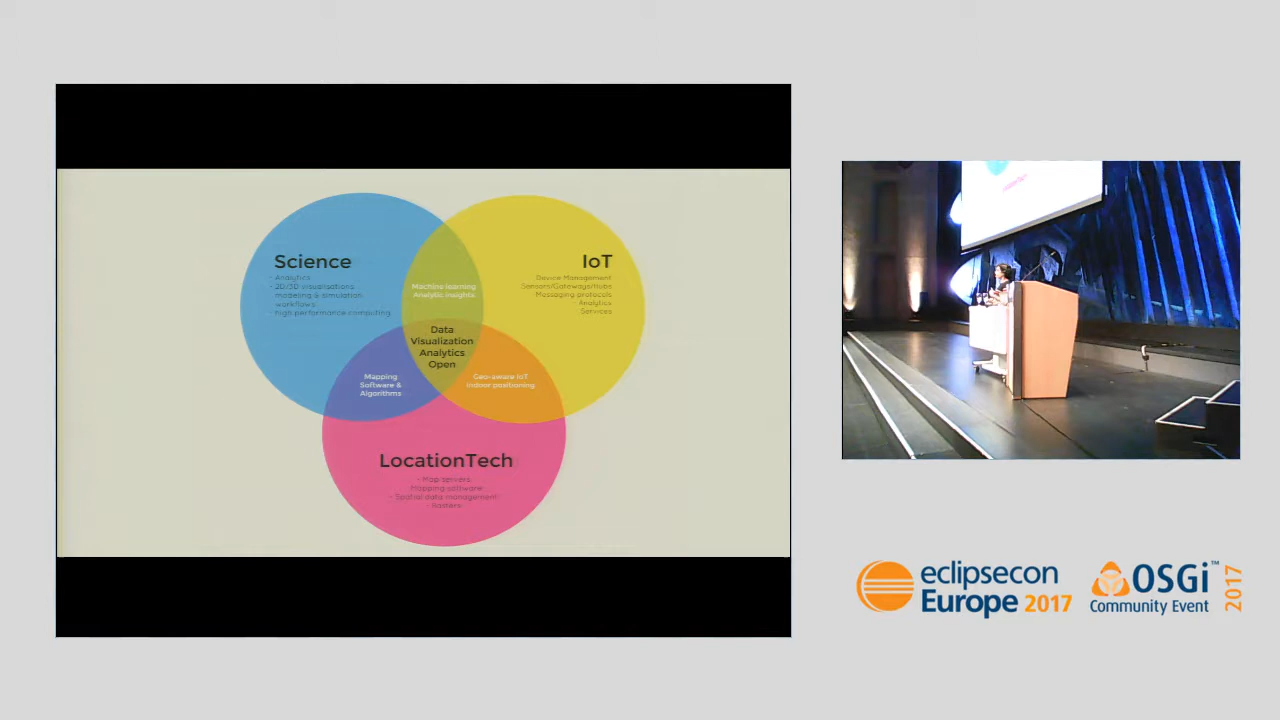 Science
- Analytics
- 2D/3D visualisations
modeling & simulation
workflows
- high performance computing
IoT
Device Management
Sensors/Gateways/Hubs
Messaging protocols
- Analytics
Services
Machine learning
Analytic insights
Data
Visualization
Analytics
Open
Mapping
Software &
Algorithms
Geo-aware IoT
Indoor positioning
LocationTech
- Map servers
Mapping software
- Spatial data management
- Rasters
eclipsecon
Europe 2017
OSGi™
Community Event
2017